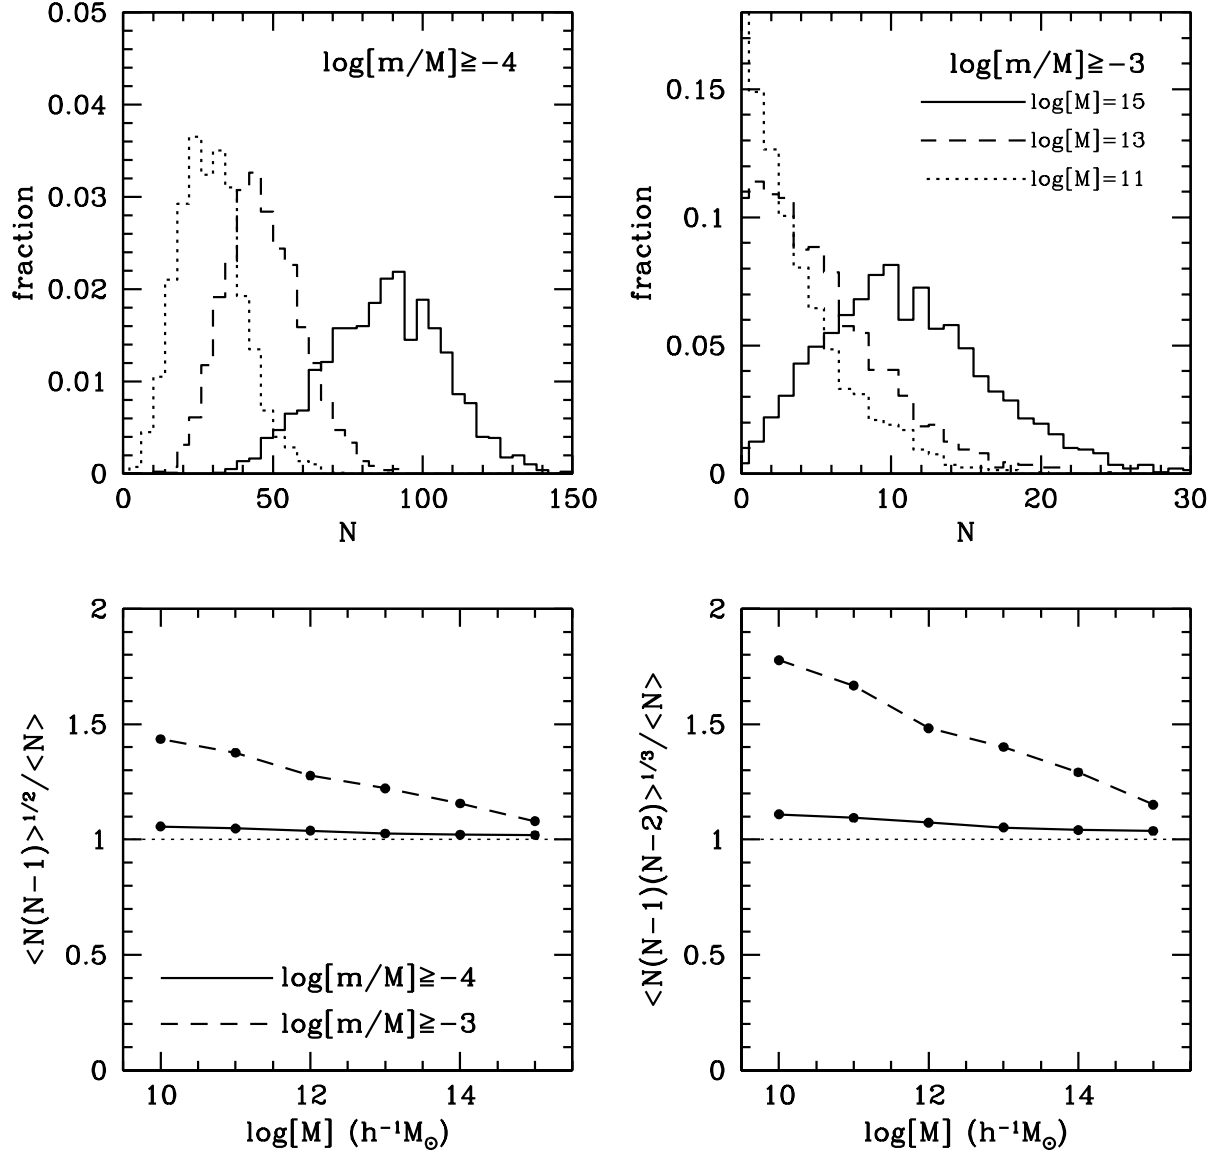 0.05
0.04
0.03
0.02
0.01
0
fraction
log[m/M]≧−4
0 50 100 150
N
0.15
0.1
0.05
0
fraction
log[m/M]≧−3
log[M]=15
log[M]=13
log[M]=11
0 10 20 30
N
2
1.5
1
0.5
0
<N(N−1)>^1/2/<N>
log[m/M]≧−4
log[m/M]≧−3
10 12 14
log[M] (h⁻¹M☉)
2
1.5
1
0.5
0
<N(N−1)(N−2)>^1/3/<N>
10 12 14
log[M] (h⁻¹M☉)